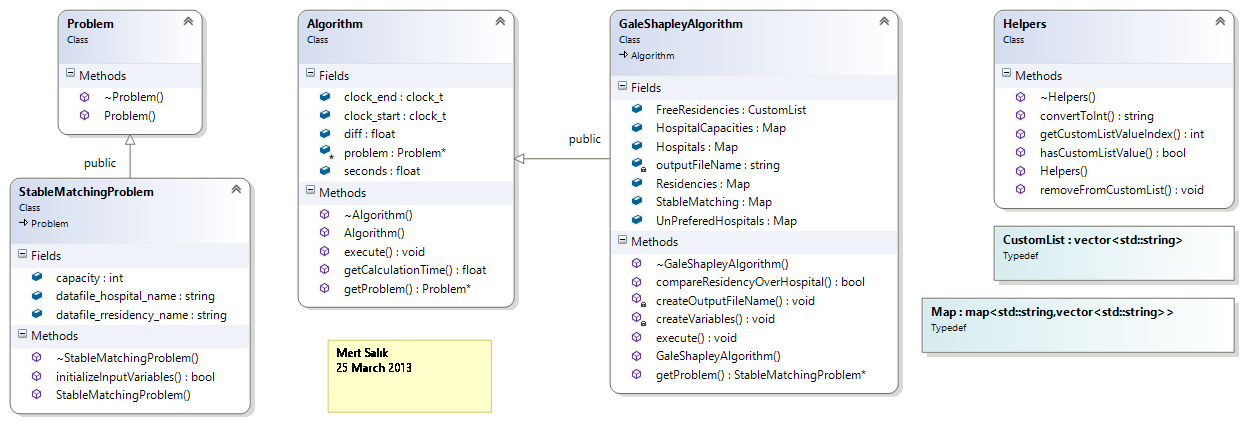 Problem
Class
Methods
~Problem()
Problem()
public
StableMatchingProblem
Class
Problem
Fields
capacity : int
datafile_hospital_name : string
datafile_rresidency_name : string
Methods
~StableMatchingProblem()
initializeInputVariables() : bool
StableMatchingProblem()
Algorithm
Class
Fields
clock_end : clock_t
clock_start : clock_t
diff : float
problem : Problem*
seconds : float
Methods
~Algorithm()
Algorithm()
execute() : void
getCalculationTime() : float
getProblem() : Problem*
Mert Salık
25 March 2013
public
GaleShapleyAlgorithm
Class
Algorithm
Fields
FreeResidencies : CustomList
HospitalCapacities : Map
Hospitals : Map
outputFileName : string
Residencies : Map
StableMatching : Map
UnPreferedHospitals : Map
Methods
~GaleShapleyAlgorithm()
compareResidencyOverHospital() : bool
createOutputFileName() : void
createVariables() : void
execute() : void
GaleShapleyAlgorithm()
getProblem() : StableMatchingProblem*
Helpers
Class
Methods
~Helpers()
convertToInt() : string
getCustomListValueIndex() : int
hasCustomListValue() : bool
Helpers()
removeFromCustomList() : void
CustomList : vector<std::string>
Typedef
Map : map<std::string,vector<std::string>>
Typedef